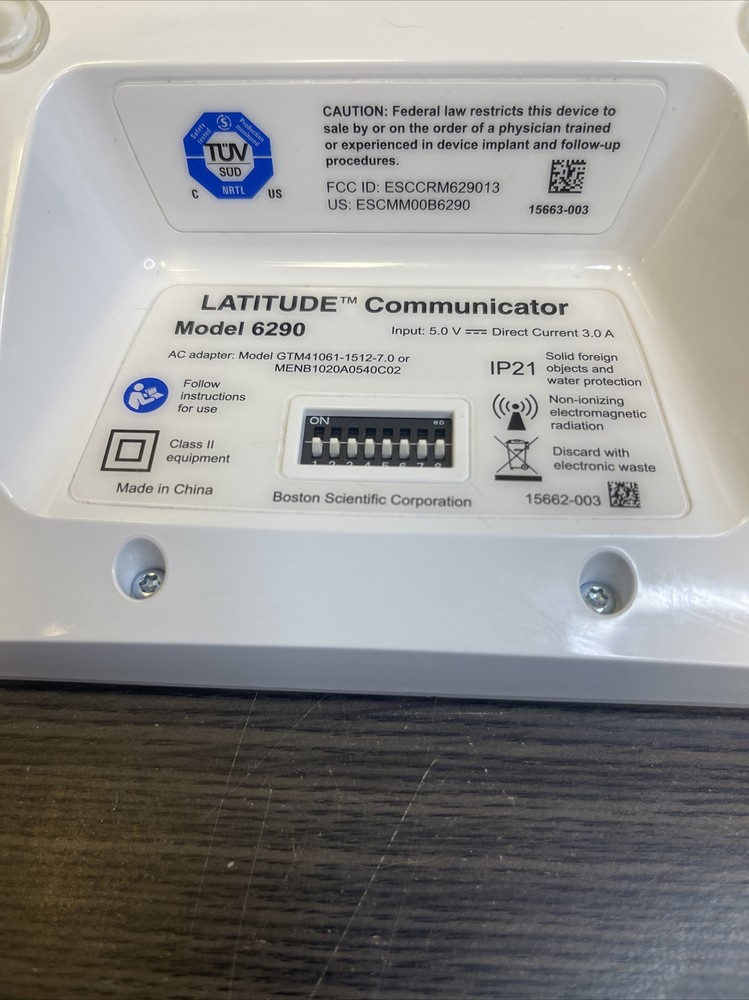 Safety tested
Production monitored
S
TÜV
SÜD
NRTL
C US
CAUTION: Federal law restricts this device to
sale by or on the order of a physician trained
or experienced in device implant and follow-up
procedures.
FCC ID: ESCCRM629013
US: ESCMM00B6290
15663-003
LATITUDE™ Communicator
Model 6290
Input: 5.0 V Direct Current 3.0 A
AC adapter: Model GTM41061-1512-7.0 or
MENB1020A0540C02
Follow
instructions
for use
Class II
equipment
Made in China
ON
1 2 3 4 5 6 7 8
Boston Scientific Corporation
IP21
Solid foreign
objects and
water protection
Non-ionizing
electromagnetic
radiation
Discard with
electronic waste
15662-003